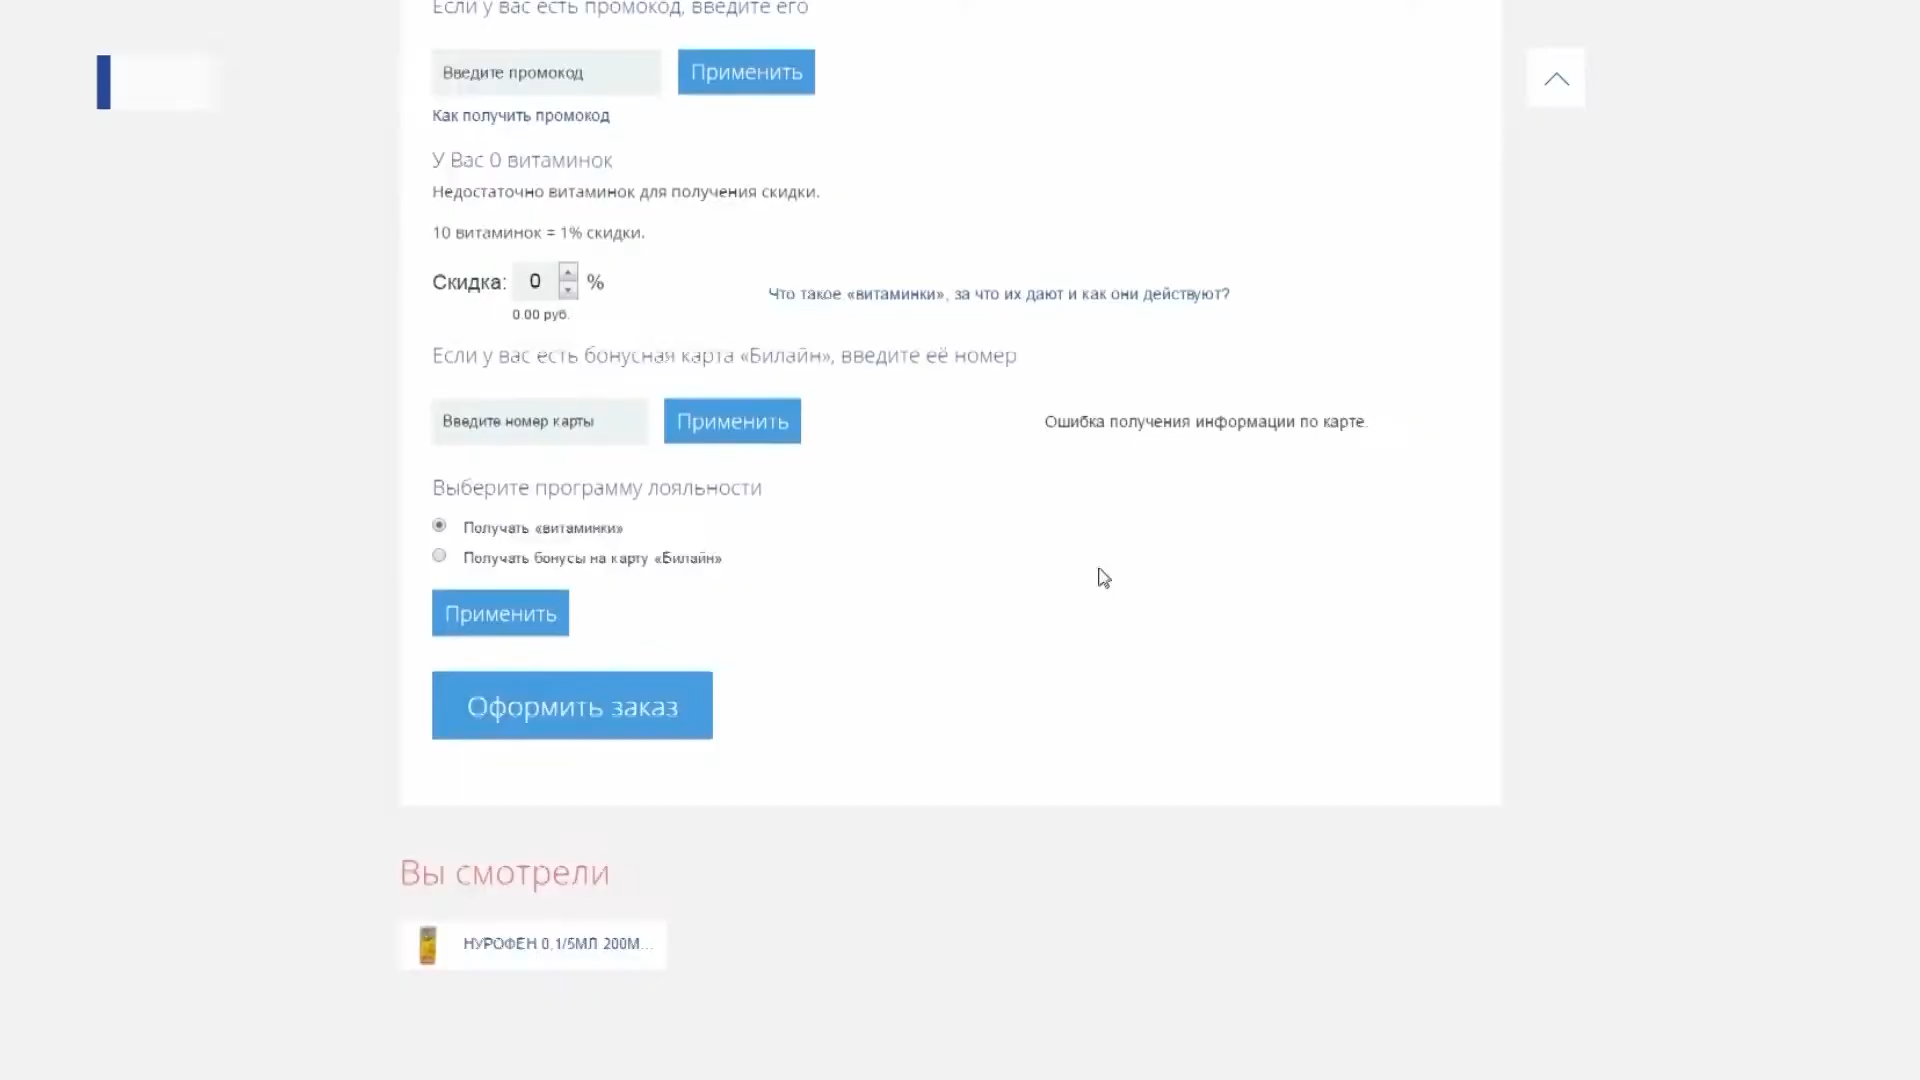 Если у вас есть промокод, введите его
Введите промокод
Применить
Как получить промокод
У Вас 0 витаминок
Недостаточно витаминок для получения скидки.
10 витаминок = 1% скидки.
Скидка: 0 %
0.00 руб.
Что такое «витаминки», за что их дают и как они действуют?
Если у вас есть бонусная карта «Билайн», введите её номер
Введите номер карты
Применить
Ошибка получения информации по карте.
Выберите программу лояльности
Получать «витаминки»
Получать бонусы на карту «Билайн»
Применить
Оформить заказ
Вы смотрели
НУРОФЕН 0,1/5МЛ 200М...